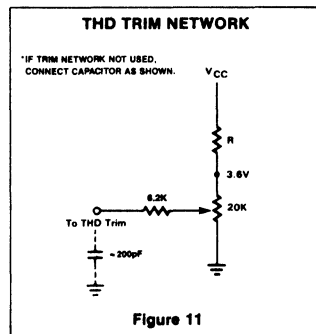 THD TRIM NETWORK
*IF TRIM NETWORK NOT USED,
CONNECT CAPACITOR AS SHOWN.
VCC
R
3.6V
6.2K
20K
To THD Trim
~200pF
Figure 11